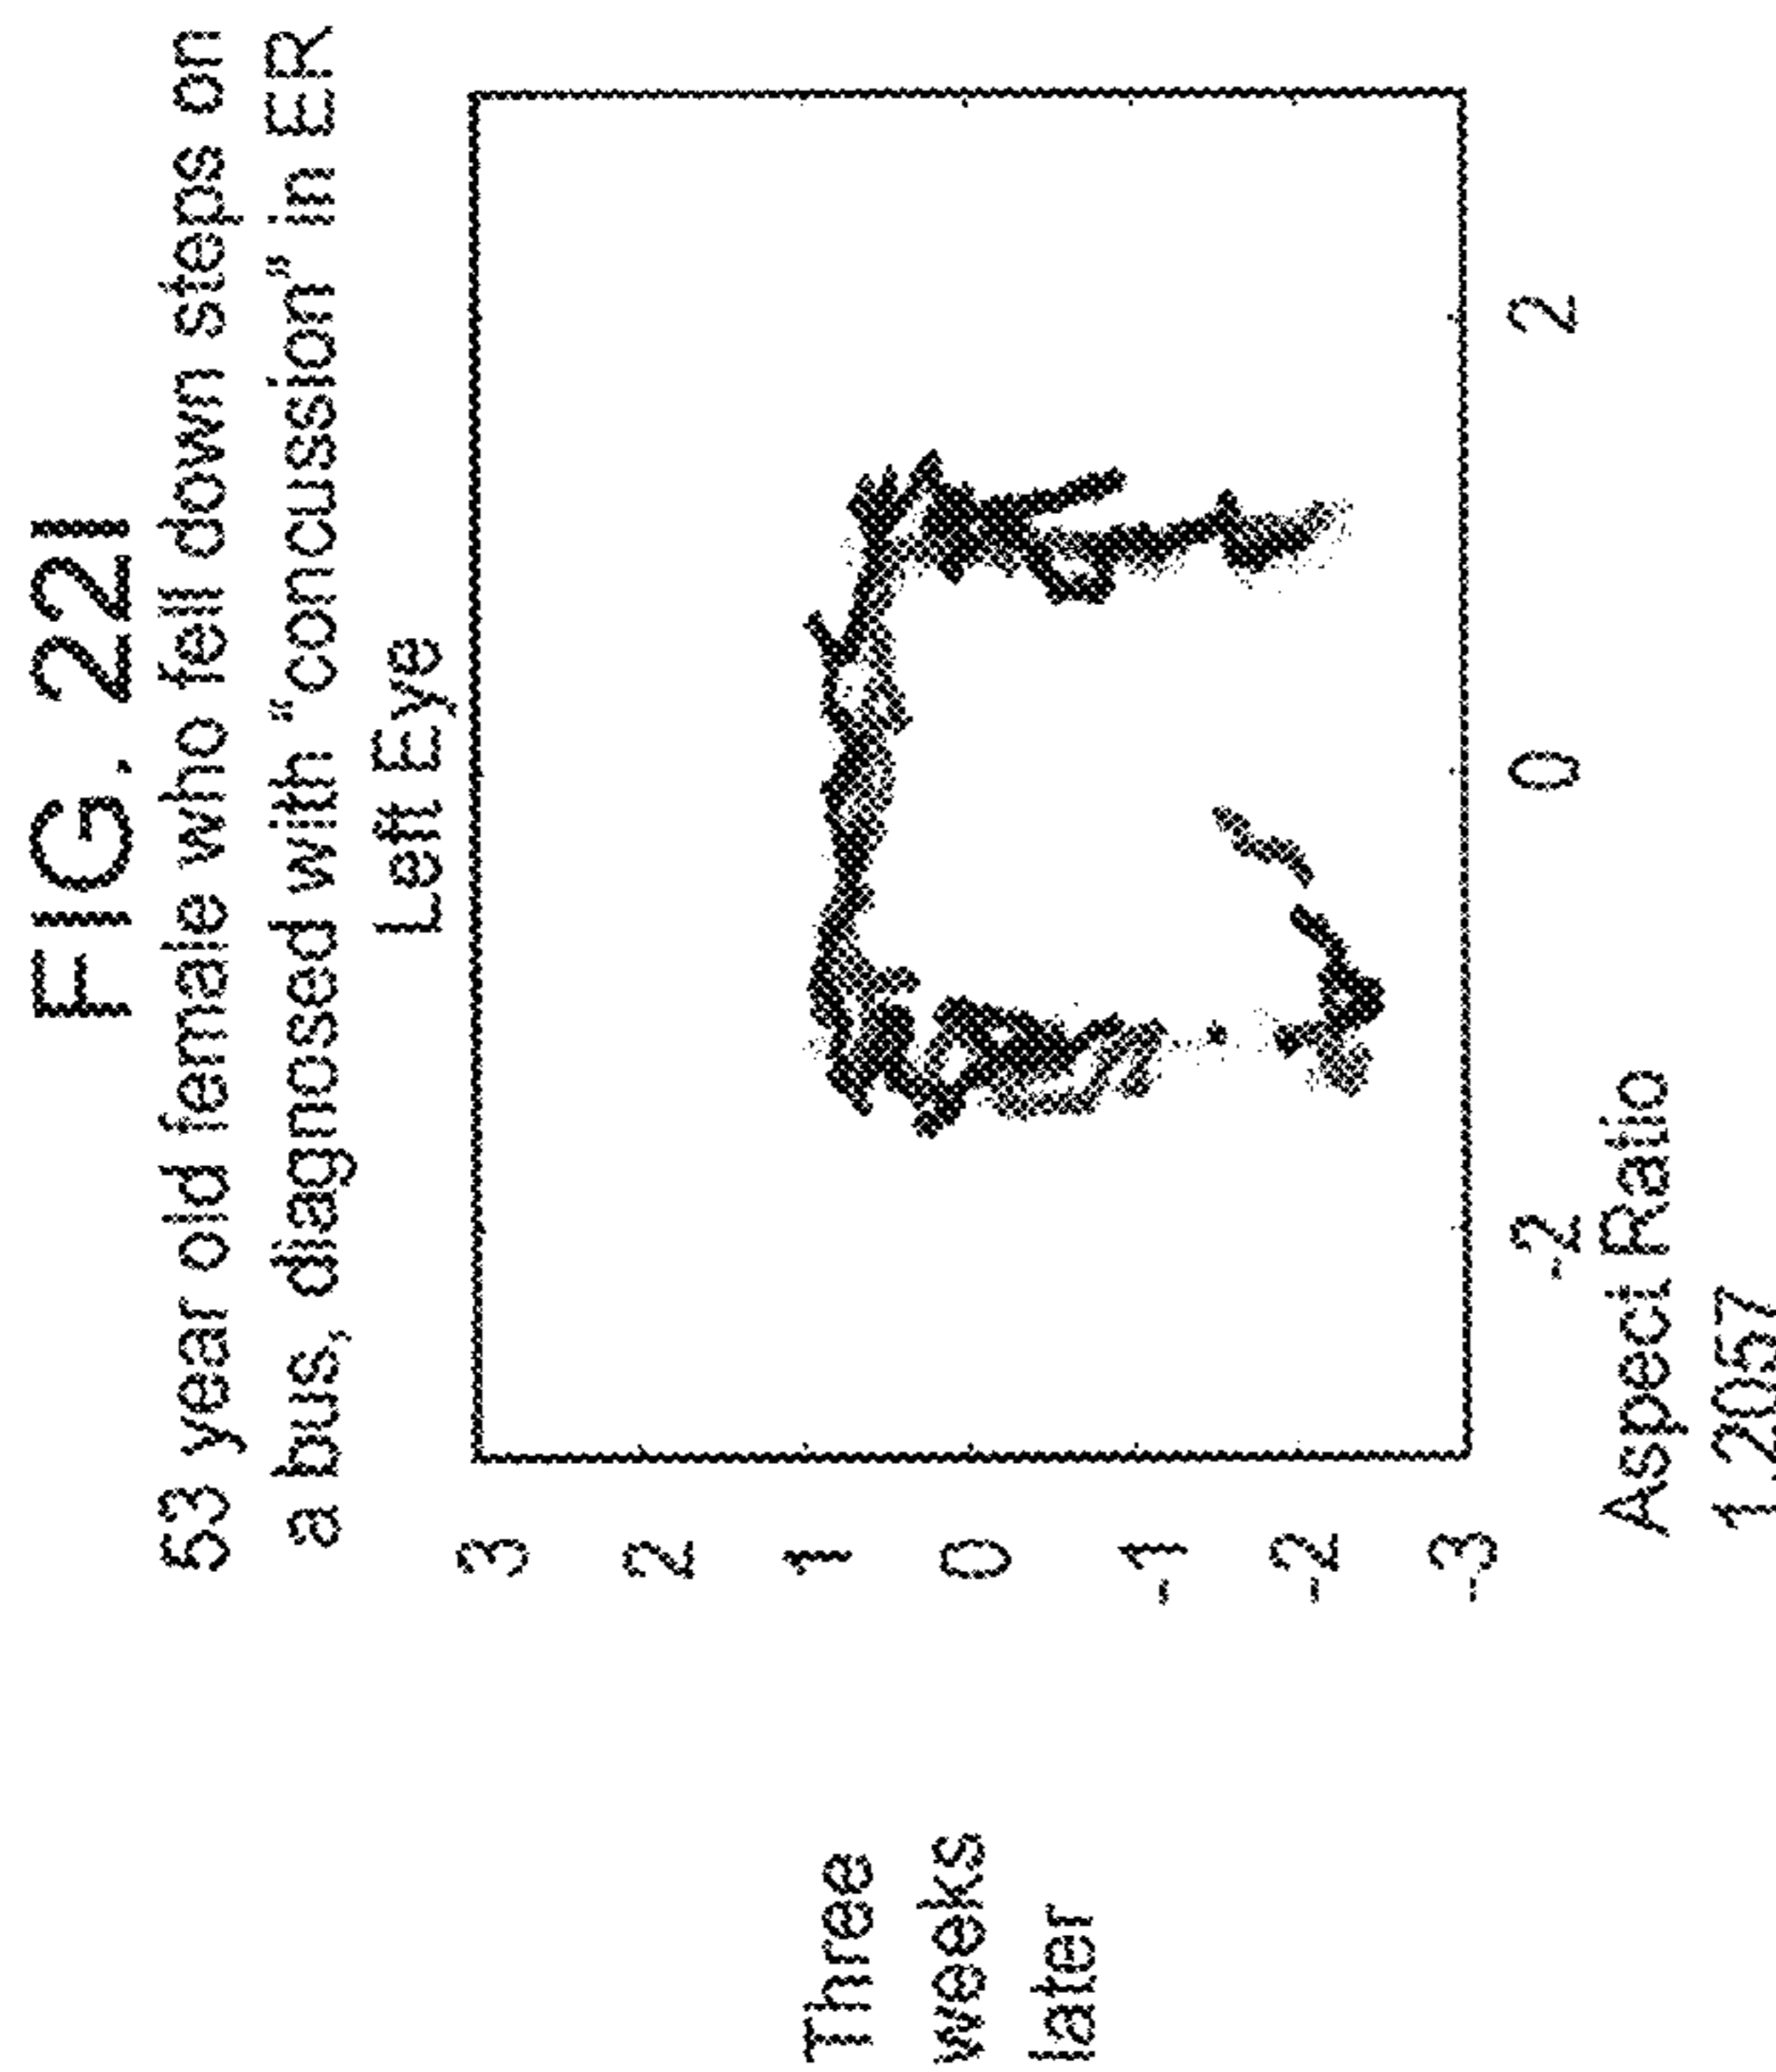 FIG. 22I
53 year old female who fell down steps on
a bus, diagnosed with "concussion" in ER
Left Eye
Three
weeks
later
3
2
1
0
-1
-2
-3
-2
0
2
Aspect Ratio
1.2057